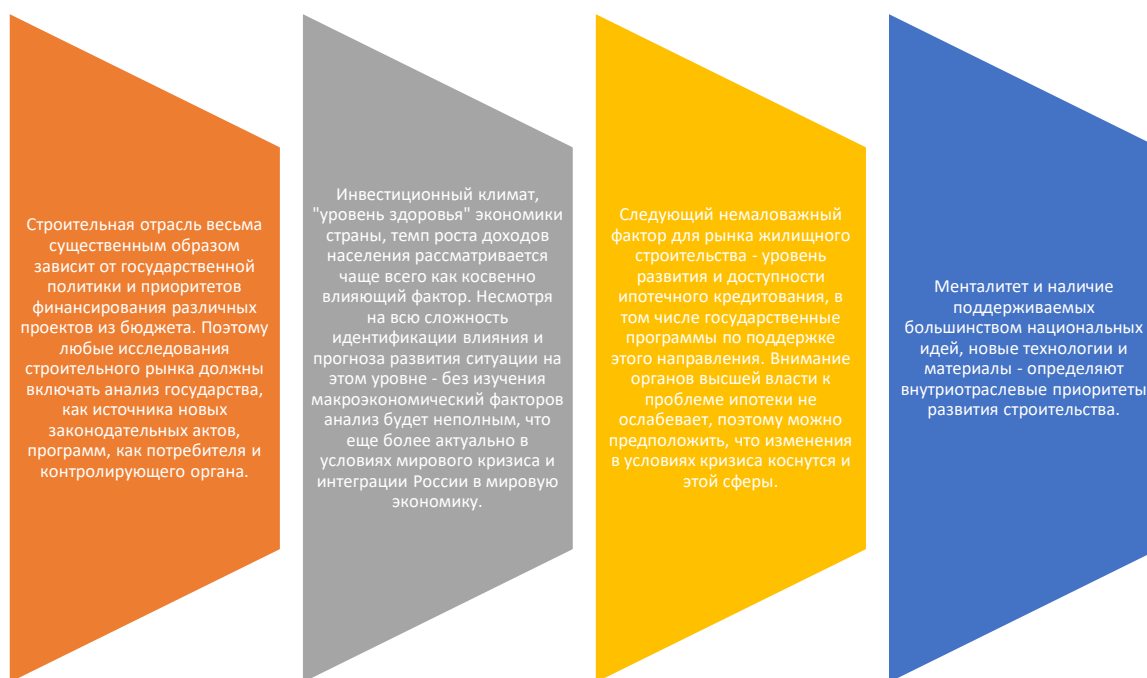 Строительная отрасль весьма
существенным образом
зависит от государственной
политики и приоритетов
финансирования различных
проектов из бюджета. Поэтому
любые исследования
строительного рынка должны
включать анализ государства,
как источника новых
законодательных актов,
программ, как потребителя и
контролирующего органа.
Инвестиционный климат,
"уровень здоровья" экономики
страны, темп роста доходов
населения рассматривается
чаще всего как косвенно
влияющий фактор. Несмотря
на всю сложность
идентификации влияния и
прогноза развития ситуации на
этом уровне - без изучения
макроэкономический факторов
анализ будет неполным, что
еще более актуально в
условиях мирового кризиса и
интеграции России в мировую
экономику.
Следующий немаловажный
фактор для рынка жилищного
строительства - уровень
развития и доступности
ипотечного кредитования, в
том числе государственные
программы по поддержке
этого направления. Внимание
органов высшей власти к
проблеме ипотеки не
ослабевает, поэтому можно
предположить, что изменения
в условиях кризиса коснутся и
этой сферы.
Менталитет и наличие
поддерживаемых
большинством национальных
идей, новые технологии и
материалы - определяют
внутриотраслевые приоритеты
развития строительства.